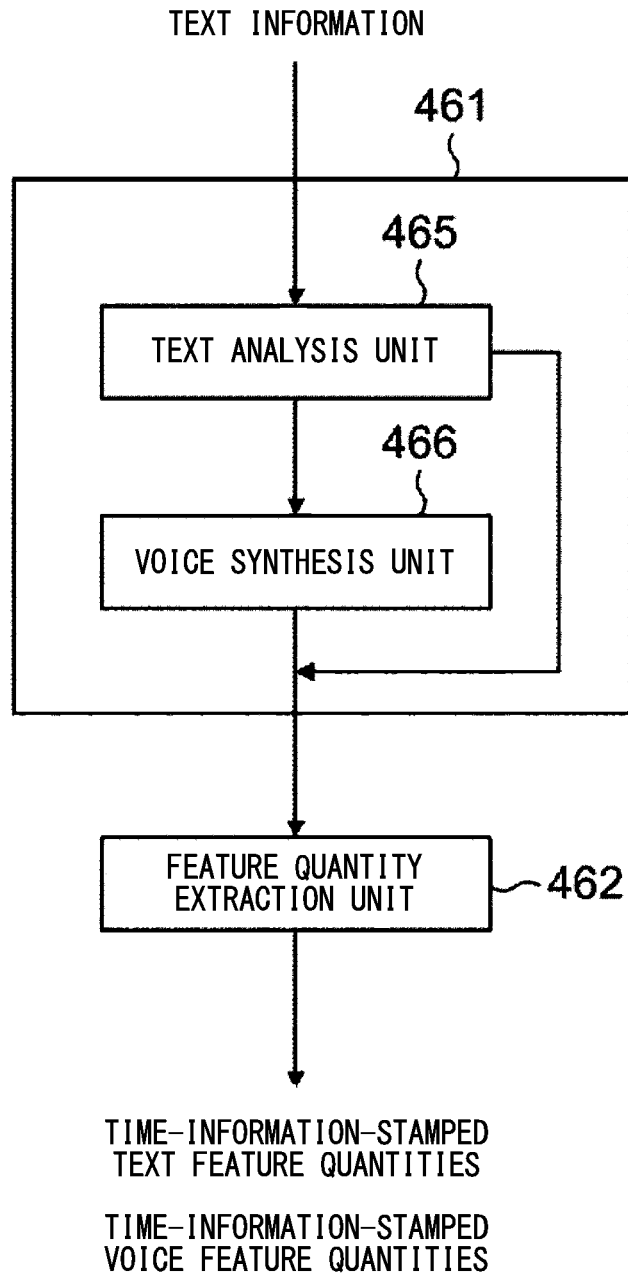 TEXT INFORMATION
461
465
TEXT ANALYSIS UNIT
466
VOICE SYNTHESIS UNIT
FEATURE QUANTITY
EXTRACTION UNIT
462
TIME-INFORMATION-STAMPED
TEXT FEATURE QUANTITIES
TIME-INFORMATION-STAMPED
VOICE FEATURE QUANTITIES